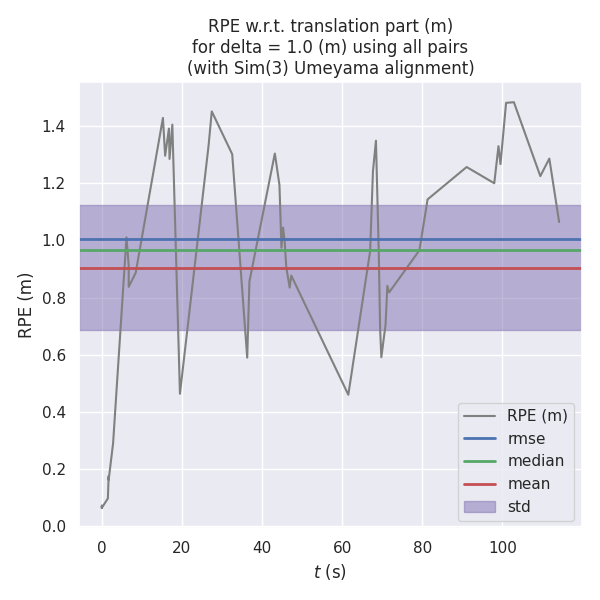 RPE w.r.t. translation part (m)
for delta = 1.0 (m) using all pairs
(with Sim(3) Umeyama alignment)
RPE (m)
1.4
1.2
1.0
0.8
0.6
0.4
0.2
0.0
0
20
40
60
80
100
t (s)
RPE (m)
rmse
median
mean
std